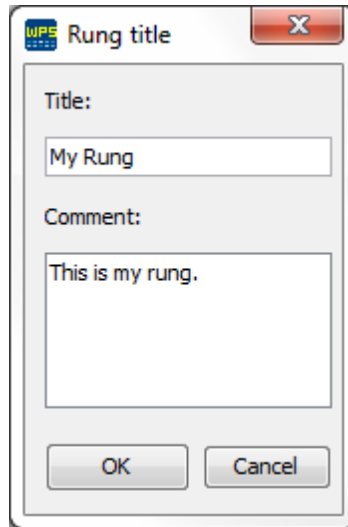 WPS Rung title
Title:
My Rung
Comment:
This is my rung.
OK Cancel